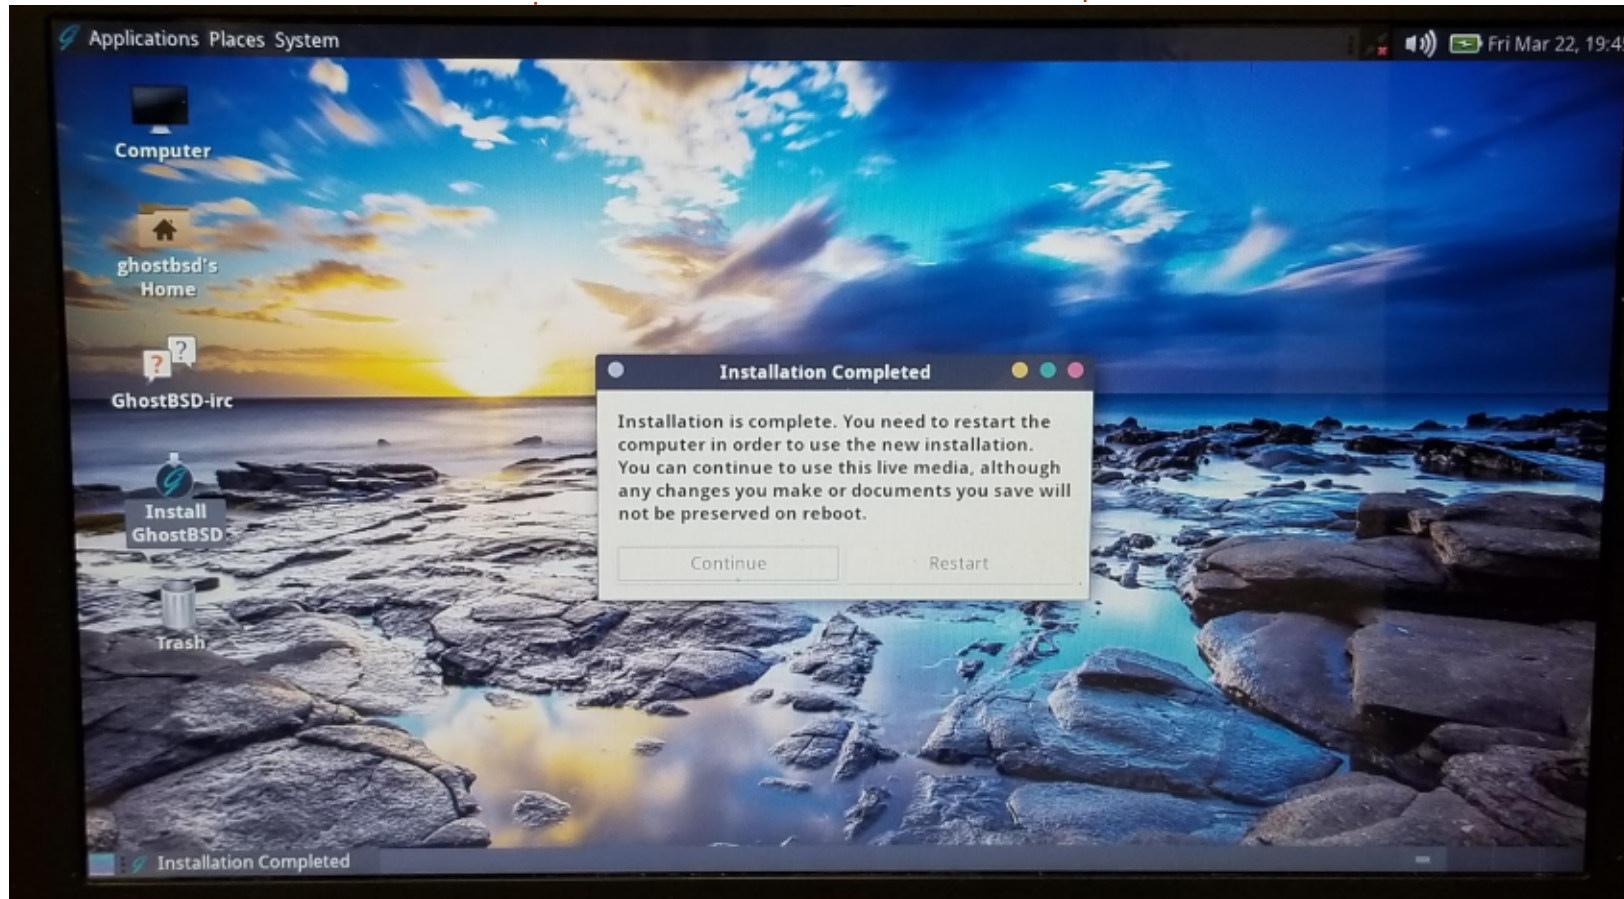 Applications Places System
Fri Mar 22, 19:4
Computer
ghostbsd's
Home
GhostBSD-irc
Install
GhostBSD
Trash
Installation Completed
Installation is complete. You need to restart the
computer in order to use the new installation.
You can continue to use this live media, although
any changes you make or documents you save will
not be preserved on reboot.
Continue
Restart
Installation Completed